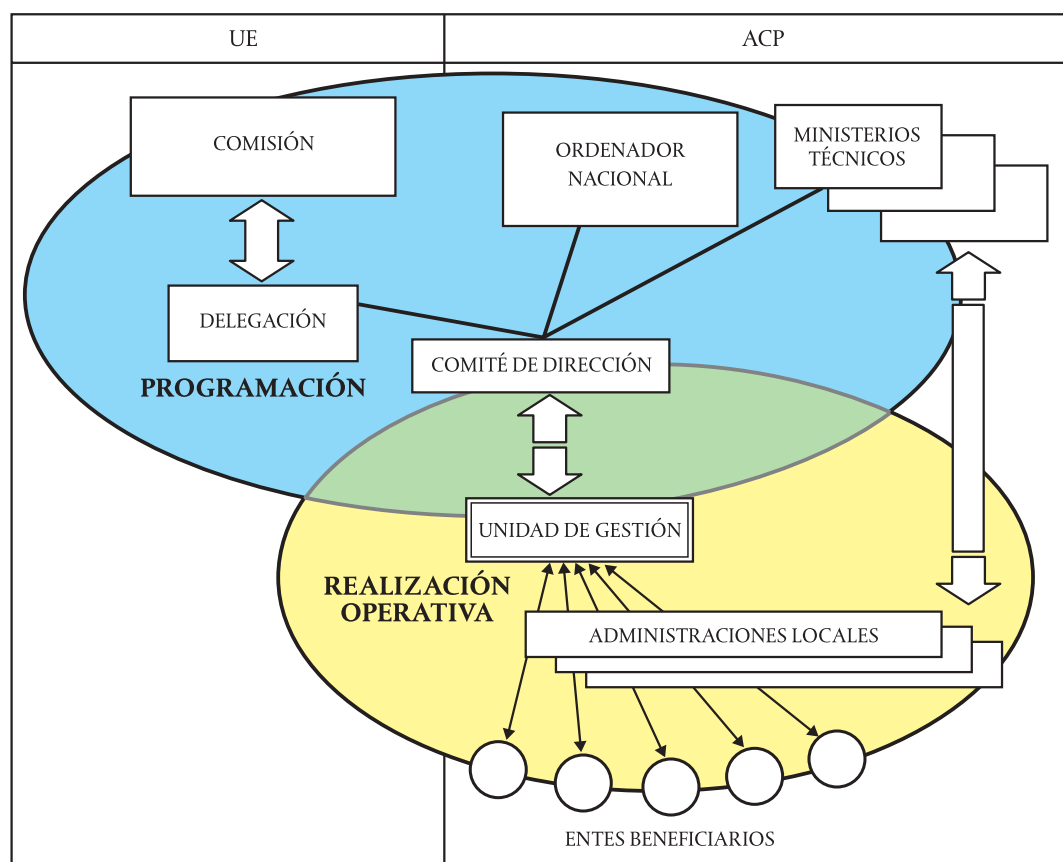 UE
ACP
COMISIÓN
ORDENADOR
NACIONAL
MINISTERIOS
TÉCNICOS
DELEGACIÓN
COMITÉ DE DIRECCIÓN
PROGRAMACIÓN
UNIDAD DE GESTIÓN
REALIZACIÓN
OPERATIVA
ADMINISTRACIONES LOCALES
ENTES BENEFICIARIOS